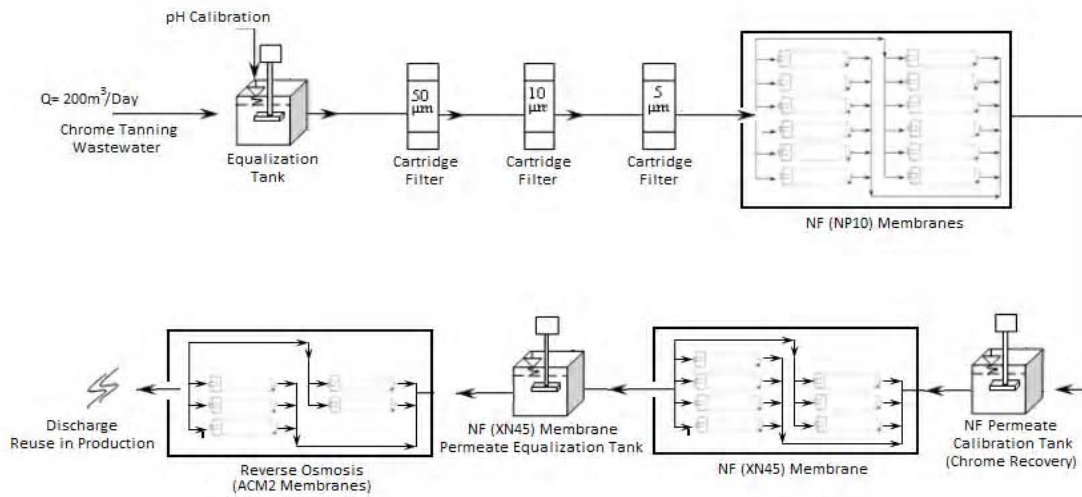 pH Calibration
Q= 200m³/Day
Chrome Tanning
Wastewater
Equalization
Tank
50
µm
Cartridge
Filter
10
µm
Cartridge
Filter
5
µm
Cartridge
Filter
NF (NP10) Membranes
Discharge
Reuse in Production
Reverse Osmosis
(ACM2 Membranes)
NF (XN45) Membrane
Permeate Equalization Tank
NF (XN45) Membrane
NF Permeate
Calibration Tank
(Chrome Recovery)